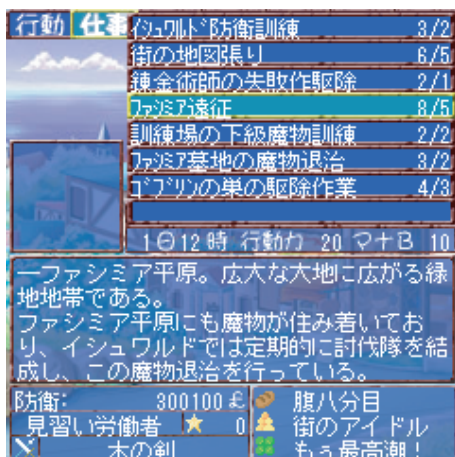 行動 仕事
イシュワルド防衛訓練 3/2
街の地図張り 6/5
錬金術師の失敗作駆除 2/1
ファシミア遠征 8/5
訓練場の下級魔物訓練 2/2
ファシミア墓地の魔物退治 3/2
ゴブリンの巣の駆除作業 4/3
1日12時 行動力 20 マナB 10
―ファシミア平原。広大な大地に広がる緑
地地帯である。
ファシミア平原にも魔物が住み着いてお
り、イシュワルドでは定期的に討伐隊を結
成し、この魔物退治を行っている。
防衛: 300100£ 腹八分目
見習い労働者 ★ 0 街のアイドル
木の剣 もぅ最高潮!